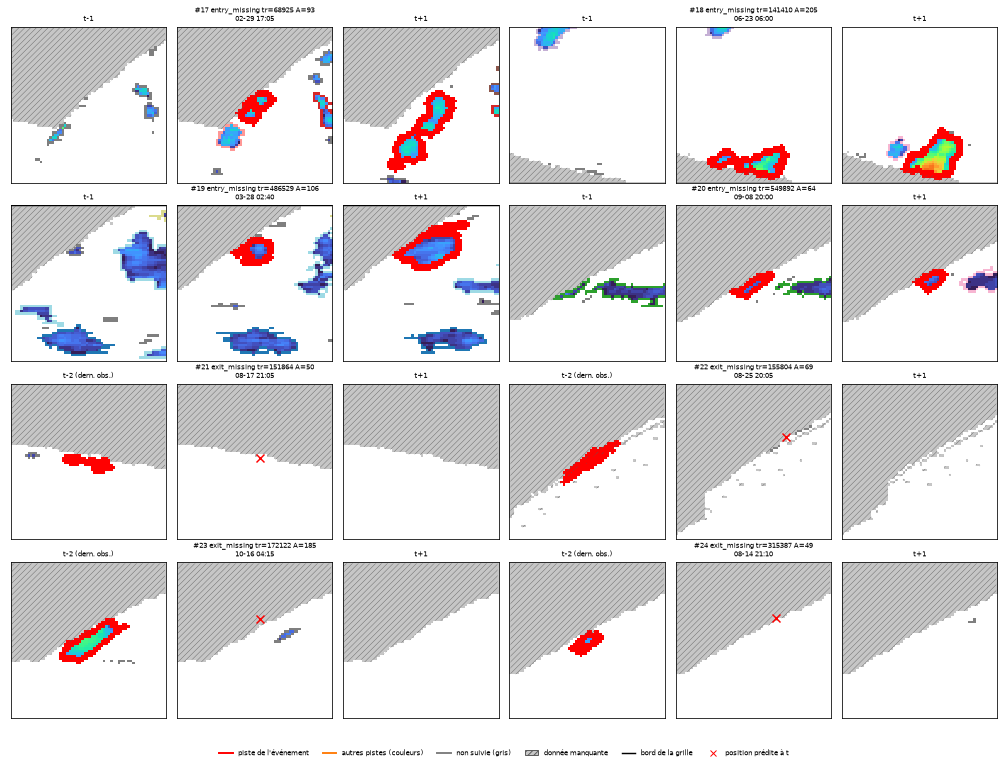 #17 entry_missing tr=68925 A=93
#18 entry_missing tr=141410 A=205
t-1
02-29 17:05
t+1
t-1
06-23 06:00
t+1
#19 entry_missing tr=486529 A=106
#20 entry_missing tr=549892 A=64
t-1
03-28 02:40
t+1
t-1
09-08 20:00
t+1
#21 exit_missing tr=151864 A=50
#22 exit_missing tr=155804 A=69
t-2 (dern. obs.)
08-17 21:05
t+1
t-2 (dern. obs.)
08-25 20:05
t+1
#23 exit_missing tr=172122 A=185
#24 exit_missing tr=315387 A=49
t-2 (dern. obs.)
10-16 04:15
t+1
t-2 (dern. obs.)
08-14 21:10
t+1
piste de l'événement
autres pistes (couleurs)
non suivie (gris)
donnée manquante
bord de la grille
position prédite à t